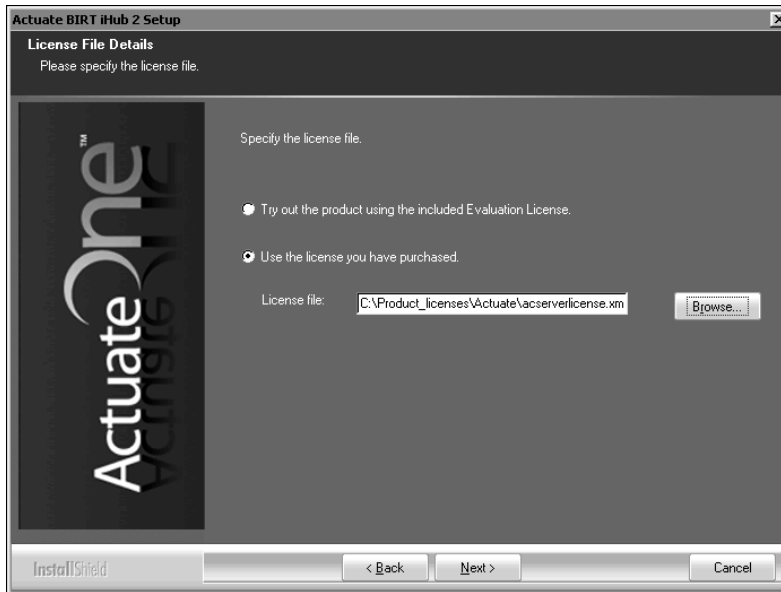 Actuate BIRT iHub 2 Setup
License File Details
Please specify the license file.
Actuate One™
Specify the license file.
Try out the product using the included Evaluation License.
Use the license you have purchased.
License file: C:\Product_licenses\Actuate\acserverlicense.xm Browse...
InstallShield < Back Next > Cancel